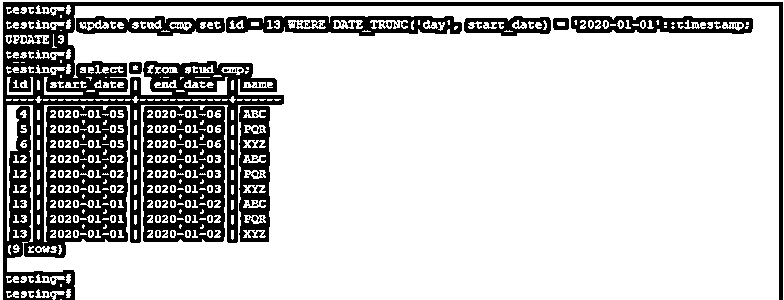 testing=#
testing=# update stud_cmp set id = 13 WHERE DATE_TRUNC('day', start_date) = '2020-01-01'::timestamp;
UPDATE 3
testing=#
testing=# select * from stud_cmp;
id | start_date | end_date | name
----+------------+------------+------
4 | 2020-01-05 | 2020-01-06 | ABC
5 | 2020-01-05 | 2020-01-06 | PQR
6 | 2020-01-05 | 2020-01-06 | XYZ
12 | 2020-01-02 | 2020-01-03 | ABC
12 | 2020-01-02 | 2020-01-03 | PQR
12 | 2020-01-02 | 2020-01-03 | XYZ
13 | 2020-01-01 | 2020-01-02 | ABC
13 | 2020-01-01 | 2020-01-02 | PQR
13 | 2020-01-01 | 2020-01-02 | XYZ
(9 rows)
testing=#
testing=#